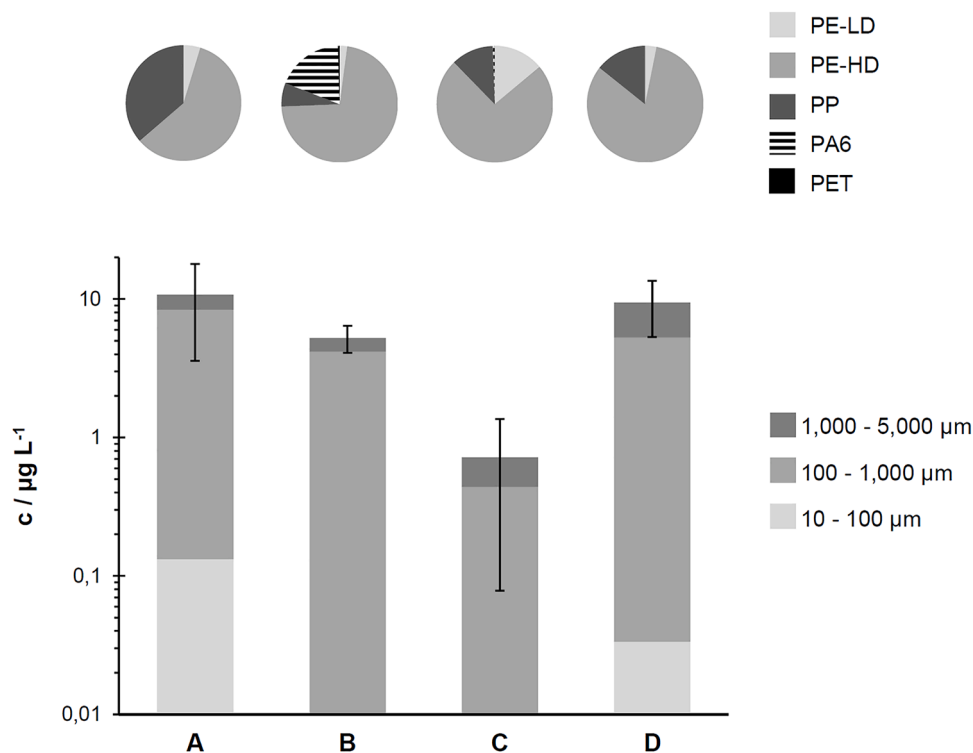 PE-LD
PE-HD
PP
PA6
PET
c / µg L-1
10
1
0,1
0,01
A B C D
1,000 - 5,000 µm
100 - 1,000 µm
10 - 100 µm